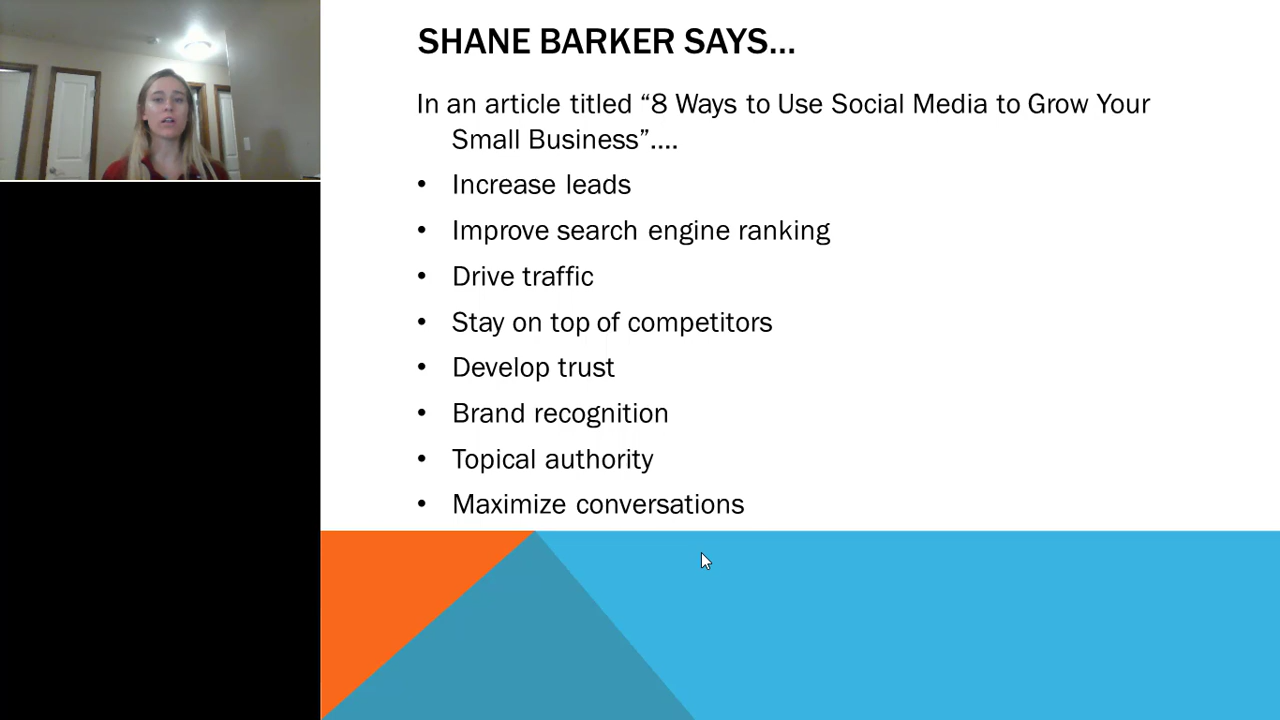 SHANE BARKER SAYS...
In an article titled “8 Ways to Use Social Media to Grow Your
Small Business”....
• Increase leads
• Improve search engine ranking
• Drive traffic
• Stay on top of competitors
• Develop trust
• Brand recognition
• Topical authority
• Maximize conversations